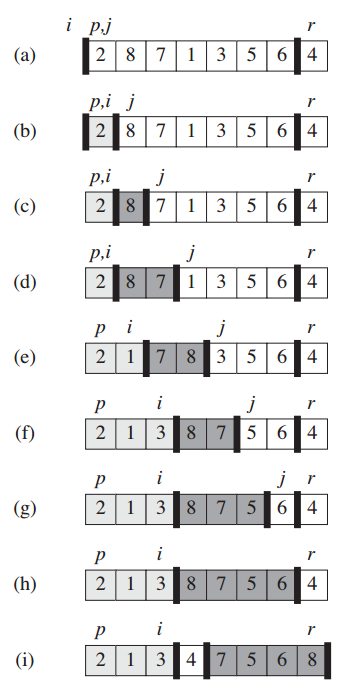 i p,j r
(a) 2 8 7 1 3 5 6 4
p,i j r
(b) 2 8 7 1 3 5 6 4
p,i j r
(c) 2 8 7 1 3 5 6 4
p,i j r
(d) 2 8 7 1 3 5 6 4
p i j r
(e) 2 1 7 8 3 5 6 4
p i j r
(f) 2 1 3 8 7 5 6 4
p i j r
(g) 2 1 3 8 7 5 6 4
p i r
(h) 2 1 3 8 7 5 6 4
p i r
(i) 2 1 3 4 7 5 6 8